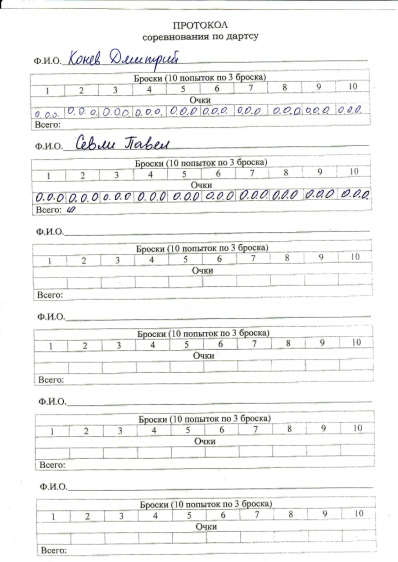 ПРОТОКОЛ
соревнования по дартсу
Ф.И.О. Конев Дмитрий
Броски (10 попыток по 3 броска)
1 2 3 4 5 6 7 8 9 10
Очки
0.0.0. 0.0.0 0.0.0 0.0.0. 0.0.0 0.0.0. 0.0.0 0.0.0 0.0.0 0.0.0.
Всего:
Ф.И.О. Павел
Броски (10 попыток по 3 броска)
1 2 3 4 5 6 7 8 9 10
Очки
0.0.0 0.0.0 0.0.0 0.0.0 0.0.0 0.0.0 0.0.0 0.0.0 0.0.0 0.0.0
Всего:
Ф.И.О.
Броски (10 попыток по 3 броска)
1 2 3 4 5 6 7 8 9 10
Очки
Всего:
Ф.И.О.
Броски (10 попыток по 3 броска)
1 2 3 4 5 6 7 8 9 10
Очки
Всего:
Ф.И.О.
Броски (10 попыток по 3 броска)
1 2 3 4 5 6 7 8 9 10
Очки
Всего:
Ф.И.О.
Броски (10 попыток по 3 броска)
1 2 3 4 5 6 7 8 9 10
Очки
Всего: